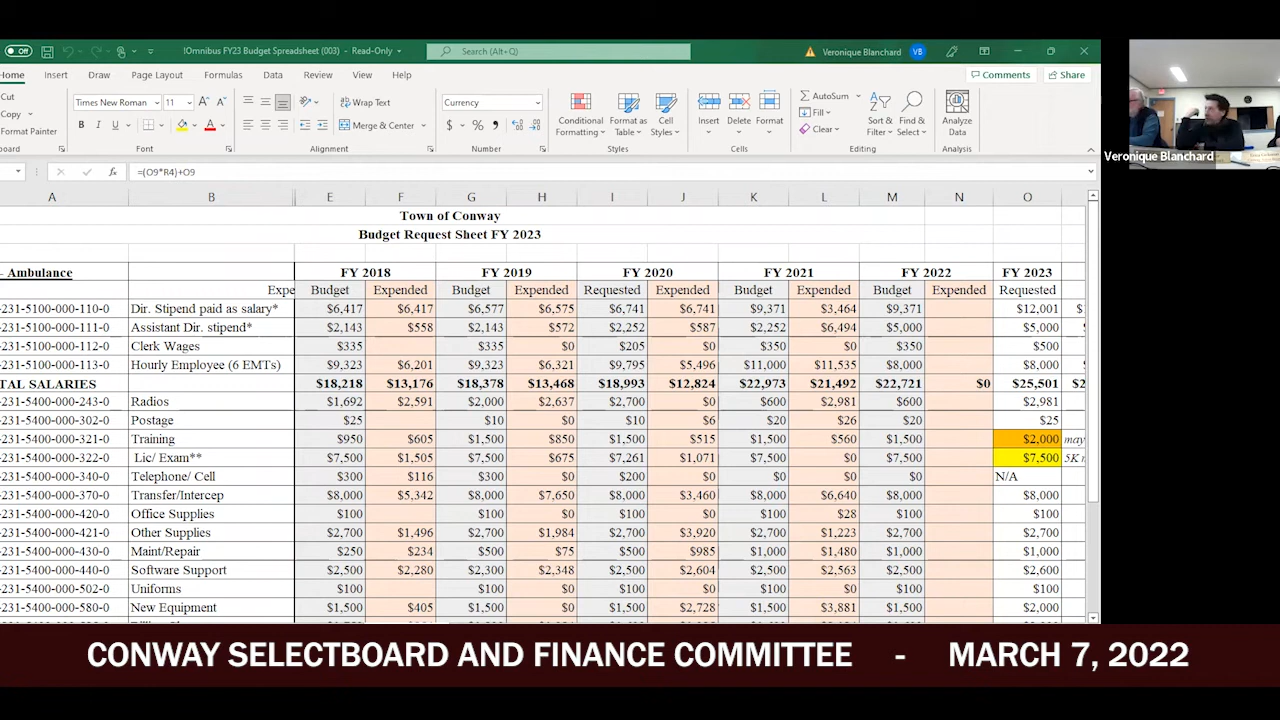 Off !Omnibus FY23 Budget Spreadsheet (003) - Read-Only Search (Alt+Q) Veronique Blanchard VB
Home Insert Draw Page Layout Formulas Data Review View Help Comments Share
Cut
Copy
Format Painter
Times New Roman 11 Wrap Text Currency AutoSum
B I U A Merge & Center $ % Fill
Clear
Conditional Formatting Format as Table Cell Styles Insert Delete Format Sort & Filter Find & Select Analyze Data
Font Alignment Number Styles Cells Editing Analysis
Veronique Blanchard
fx =(O9*R4)+O9
A B E F G H I J K L M N O
Town of Conway
Budget Request Sheet FY 2023
- Ambulance FY 2018 FY 2019 FY 2020 FY 2021 FY 2022 FY 2023
Expe Budget Expended Budget Expended Requested Expended Budget Expended Budget Expended Requested
-231-5100-000-110-0 Dir. Stipend paid as salary* $6,417 $6,417 $6,577 $6,575 $6,741 $6,741 $9,371 $3,464 $9,371 $12,001
-231-5100-000-111-0 Assistant Dir. stipend* $2,143 $558 $2,143 $572 $2,252 $587 $2,252 $6,494 $5,000 $5,000
-231-5100-000-112-0 Clerk Wages $335 $335 $0 $205 $0 $350 $0 $350 $500
-231-5100-000-113-0 Hourly Employee (6 EMTs) $9,323 $6,201 $9,323 $6,321 $9,795 $5,496 $11,000 $11,535 $8,000 $8,000
TAL SALARIES $18,218 $13,176 $18,378 $13,468 $18,993 $12,824 $22,973 $21,492 $22,721 $0 $25,501 $2
-231-5400-000-243-0 Radios $1,692 $2,591 $2,000 $2,637 $2,700 $0 $600 $2,981 $600 $2,981
-231-5400-000-302-0 Postage $25 $10 $0 $10 $6 $20 $26 $20 $25
-231-5400-000-321-0 Training $950 $605 $1,500 $850 $1,500 $515 $1,500 $560 $1,500 $2,000 may
-231-5400-000-322-0 Lic/ Exam** $7,500 $1,505 $7,500 $675 $7,261 $1,071 $7,500 $0 $7,500 $7,500 5K
-231-5400-000-340-0 Telephone/ Cell $300 $116 $300 $0 $200 $0 $0 $0 $0 N/A
-231-5400-000-370-0 Transfer/Intercep $8,000 $5,342 $8,000 $7,650 $8,000 $3,460 $8,000 $6,640 $8,000 $8,000
-231-5400-000-420-0 Office Supplies $100 $100 $0 $100 $0 $100 $28 $100 $100
-231-5400-000-421-0 Other Supplies $2,700 $1,496 $2,700 $1,984 $2,700 $3,920 $2,700 $1,223 $2,700 $2,700
-231-5400-000-430-0 Maint/Repair $250 $234 $500 $75 $500 $985 $1,000 $1,480 $1,000 $1,000
-231-5400-000-440-0 Software Support $2,500 $2,280 $2,300 $2,348 $2,500 $2,604 $2,500 $2,563 $2,500 $2,600
-231-5400-000-502-0 Uniforms $100 $100 $0 $100 $0 $100 $0 $100 $100
-231-5400-000-580-0 New Equipment $1,500 $405 $1,500 $0 $1,500 $2,728 $1,500 $3,881 $1,500 $2,000
CONWAY SELECTBOARD AND FINANCE COMMITTEE - MARCH 7, 2022